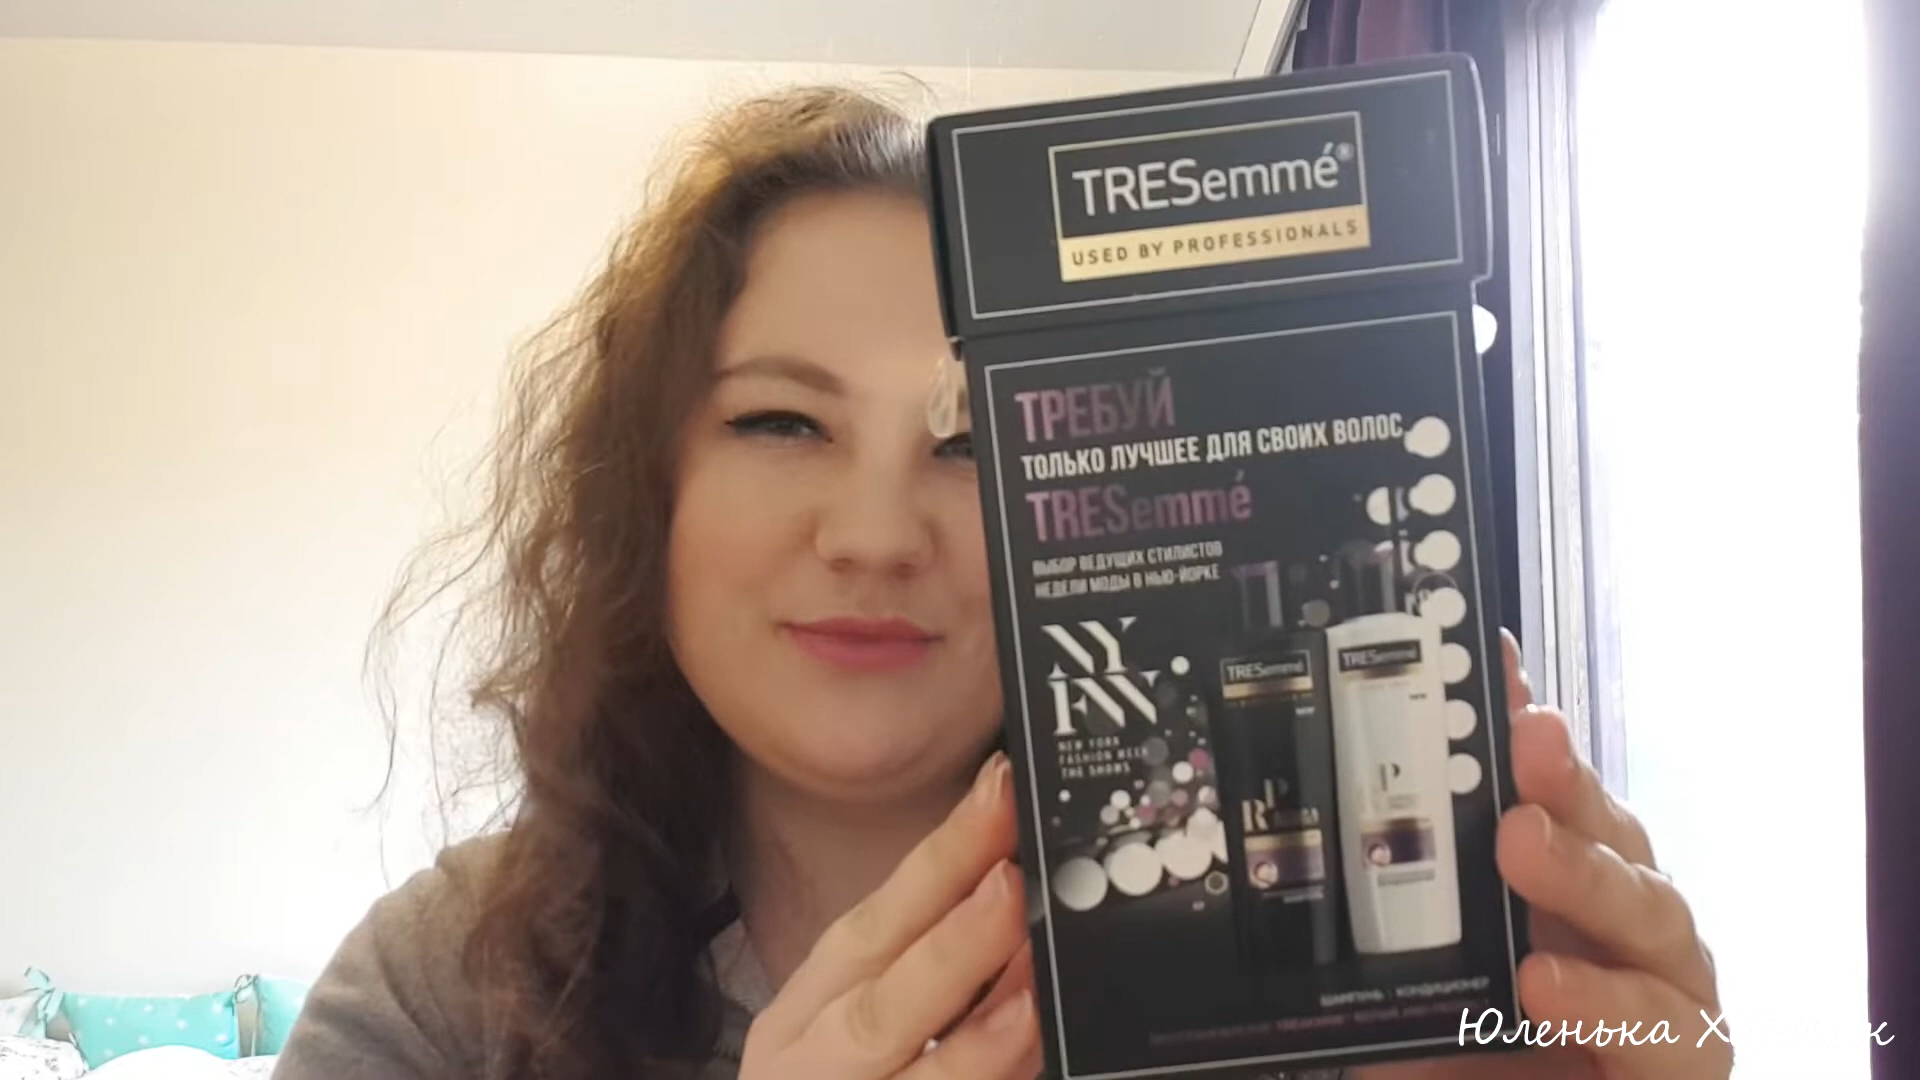 TRESemmé®
USED BY PROFESSIONALS
ТРЕБУЙ
ТОЛЬКО ЛУЧШЕЕ ДЛЯ СВОИХ ВОЛОС
TRESemmé
ВЫБОР ВЕДУЩИХ СТИЛИСТОВ
НЕДЕЛИ МОДЫ В НЬЮ-ЙОРКЕ
NY
FW
NEW YORK
FASHION WEEK
THE SHOWS
TRESemmé
TRESemmé
ШАМПУНЬ + КОНДИЦИОНЕР
Юленька